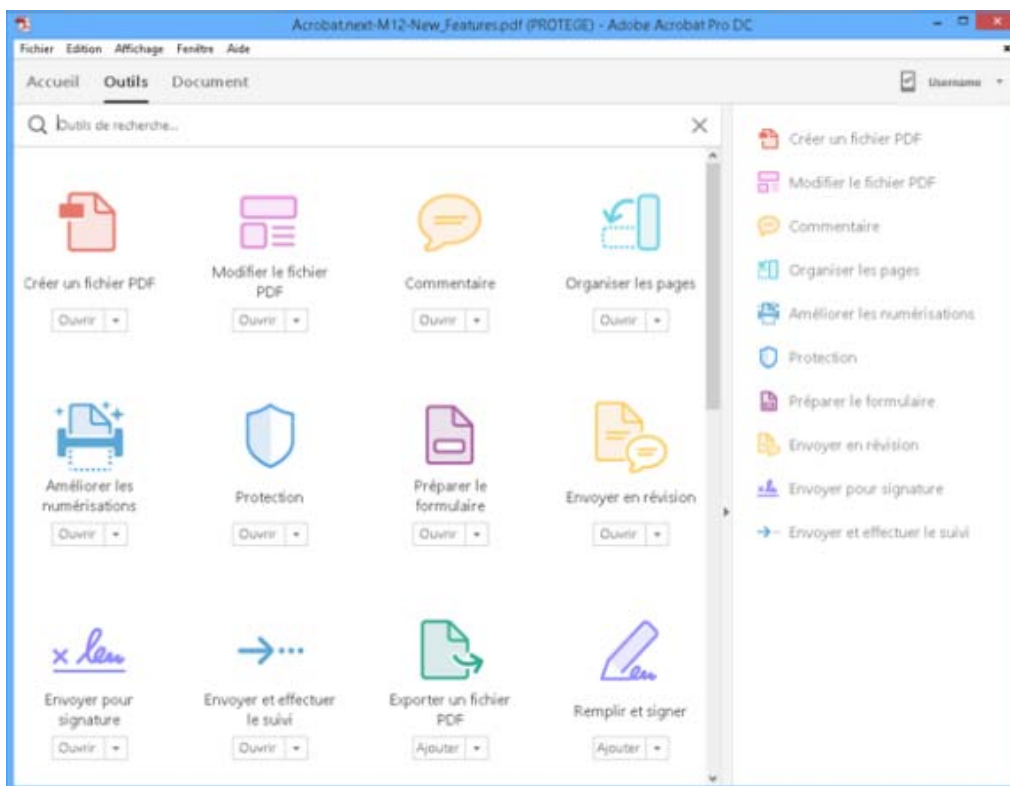 Acrobat.next-M12-New_Features.pdf (PROTEGE) - Adobe Acrobat Pro DC
Fichier Edition Affichage Fenêtre Aide
Accueil Outils Document
Username
Outils de recherche...
Créer un fichier PDF
Ouvrir
Modifier le fichier
PDF
Ouvrir
Commentaire
Ouvrir
Organiser les pages
Ouvrir
Améliorer les
numérisations
Ouvrir
Protection
Ouvrir
Préparer le
formulaire
Ouvrir
Envoyer en révision
Ouvrir
Envoyer pour
signature
Ouvrir
Envoyer et effectuer
le suivi
Ouvrir
Exporter un fichier
PDF
Ajouter
Remplir et signer
Ajouter
Créer un fichier PDF
Modifier le fichier PDF
Commentaire
Organiser les pages
Améliorer les numérisations
Protection
Préparer le formulaire
Envoyer en révision
Envoyer pour signature
Envoyer et effectuer le suivi